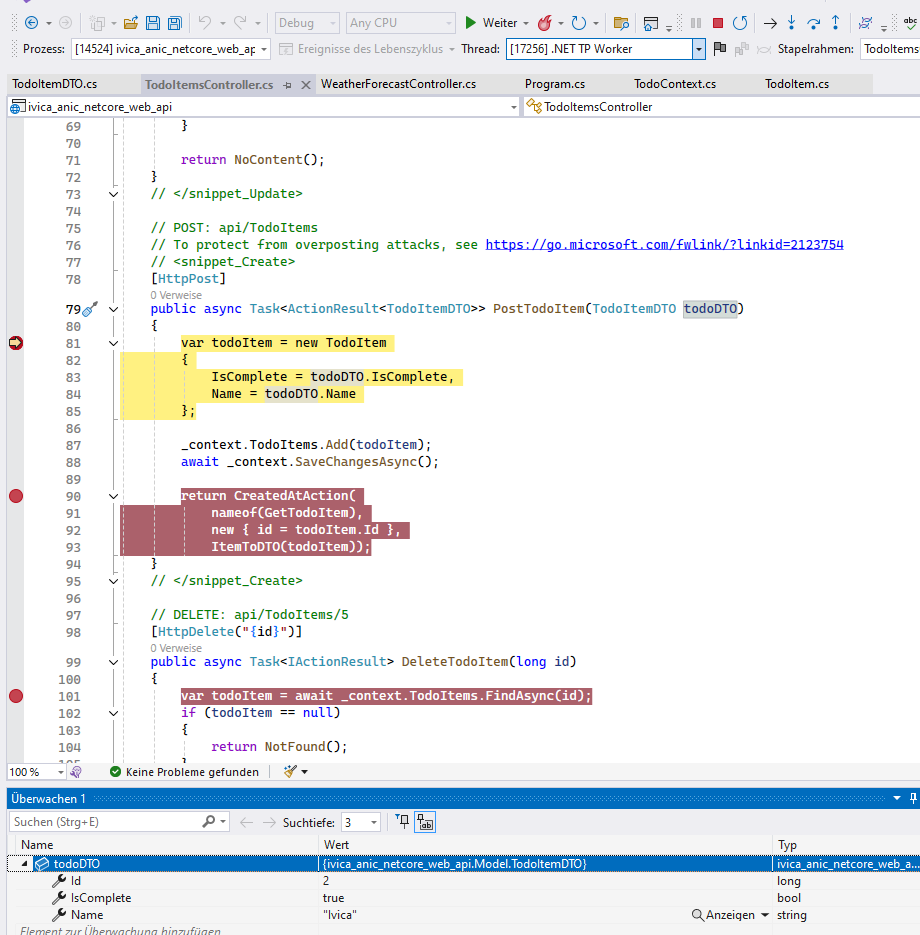 Debug Any CPU Weiter
Prozess: [14524] ivica_anic_netcore_web_ap Ereignisse des Lebenszyklus Thread: [17256] .NET TP Worker Stapelrahmen: TodoItems
TodoItemDTO.cs TodoItemsController.cs WeatherForecastController.cs Program.cs TodoContext.cs TodoItem.cs
ivica_anic_netcore_web_api TodoItemsController
69 }
70
71 return NoContent();
72 }
73 // </snippet_Update>
74
75 // POST: api/TodoItems
76 // To protect from overposting attacks, see https://go.microsoft.com/fwlink/?linkid=2123754
77 // <snippet_Create>
78 [HttpPost]
0 Verweise
79 public async Task<ActionResult<TodoItemDTO>> PostTodoItem(TodoItemDTO todoDTO)
80 {
81 var todoItem = new TodoItem
82 {
83 IsComplete = todoDTO.IsComplete,
84 Name = todoDTO.Name
85 };
86
87 _context.TodoItems.Add(todoItem);
88 await _context.SaveChangesAsync();
89
90 return CreatedAtAction(
91 nameof(GetTodoItem),
92 new { id = todoItem.Id },
93 ItemToDTO(todoItem));
94 }
95 // </snippet_Create>
96
97 // DELETE: api/TodoItems/5
98 [HttpDelete("{id}")]
0 Verweise
99 public async Task<IActionResult> DeleteTodoItem(long id)
100 {
101 var todoItem = await _context.TodoItems.FindAsync(id);
102 if (todoItem == null)
103 {
104 return NotFound();
100 % Keine Probleme gefunden
Überwachen 1
Suchen (Strg+E) Suchtiefe: 3
Name Wert Typ
todoDTO {ivica_anic_netcore_web_api.Model.TodoItemDTO} ivica_anic_netcore_web_a...
Id 2 long
IsComplete true bool
Name "Ivica" Anzeigen string
Element zur Überwachung hinzufügen